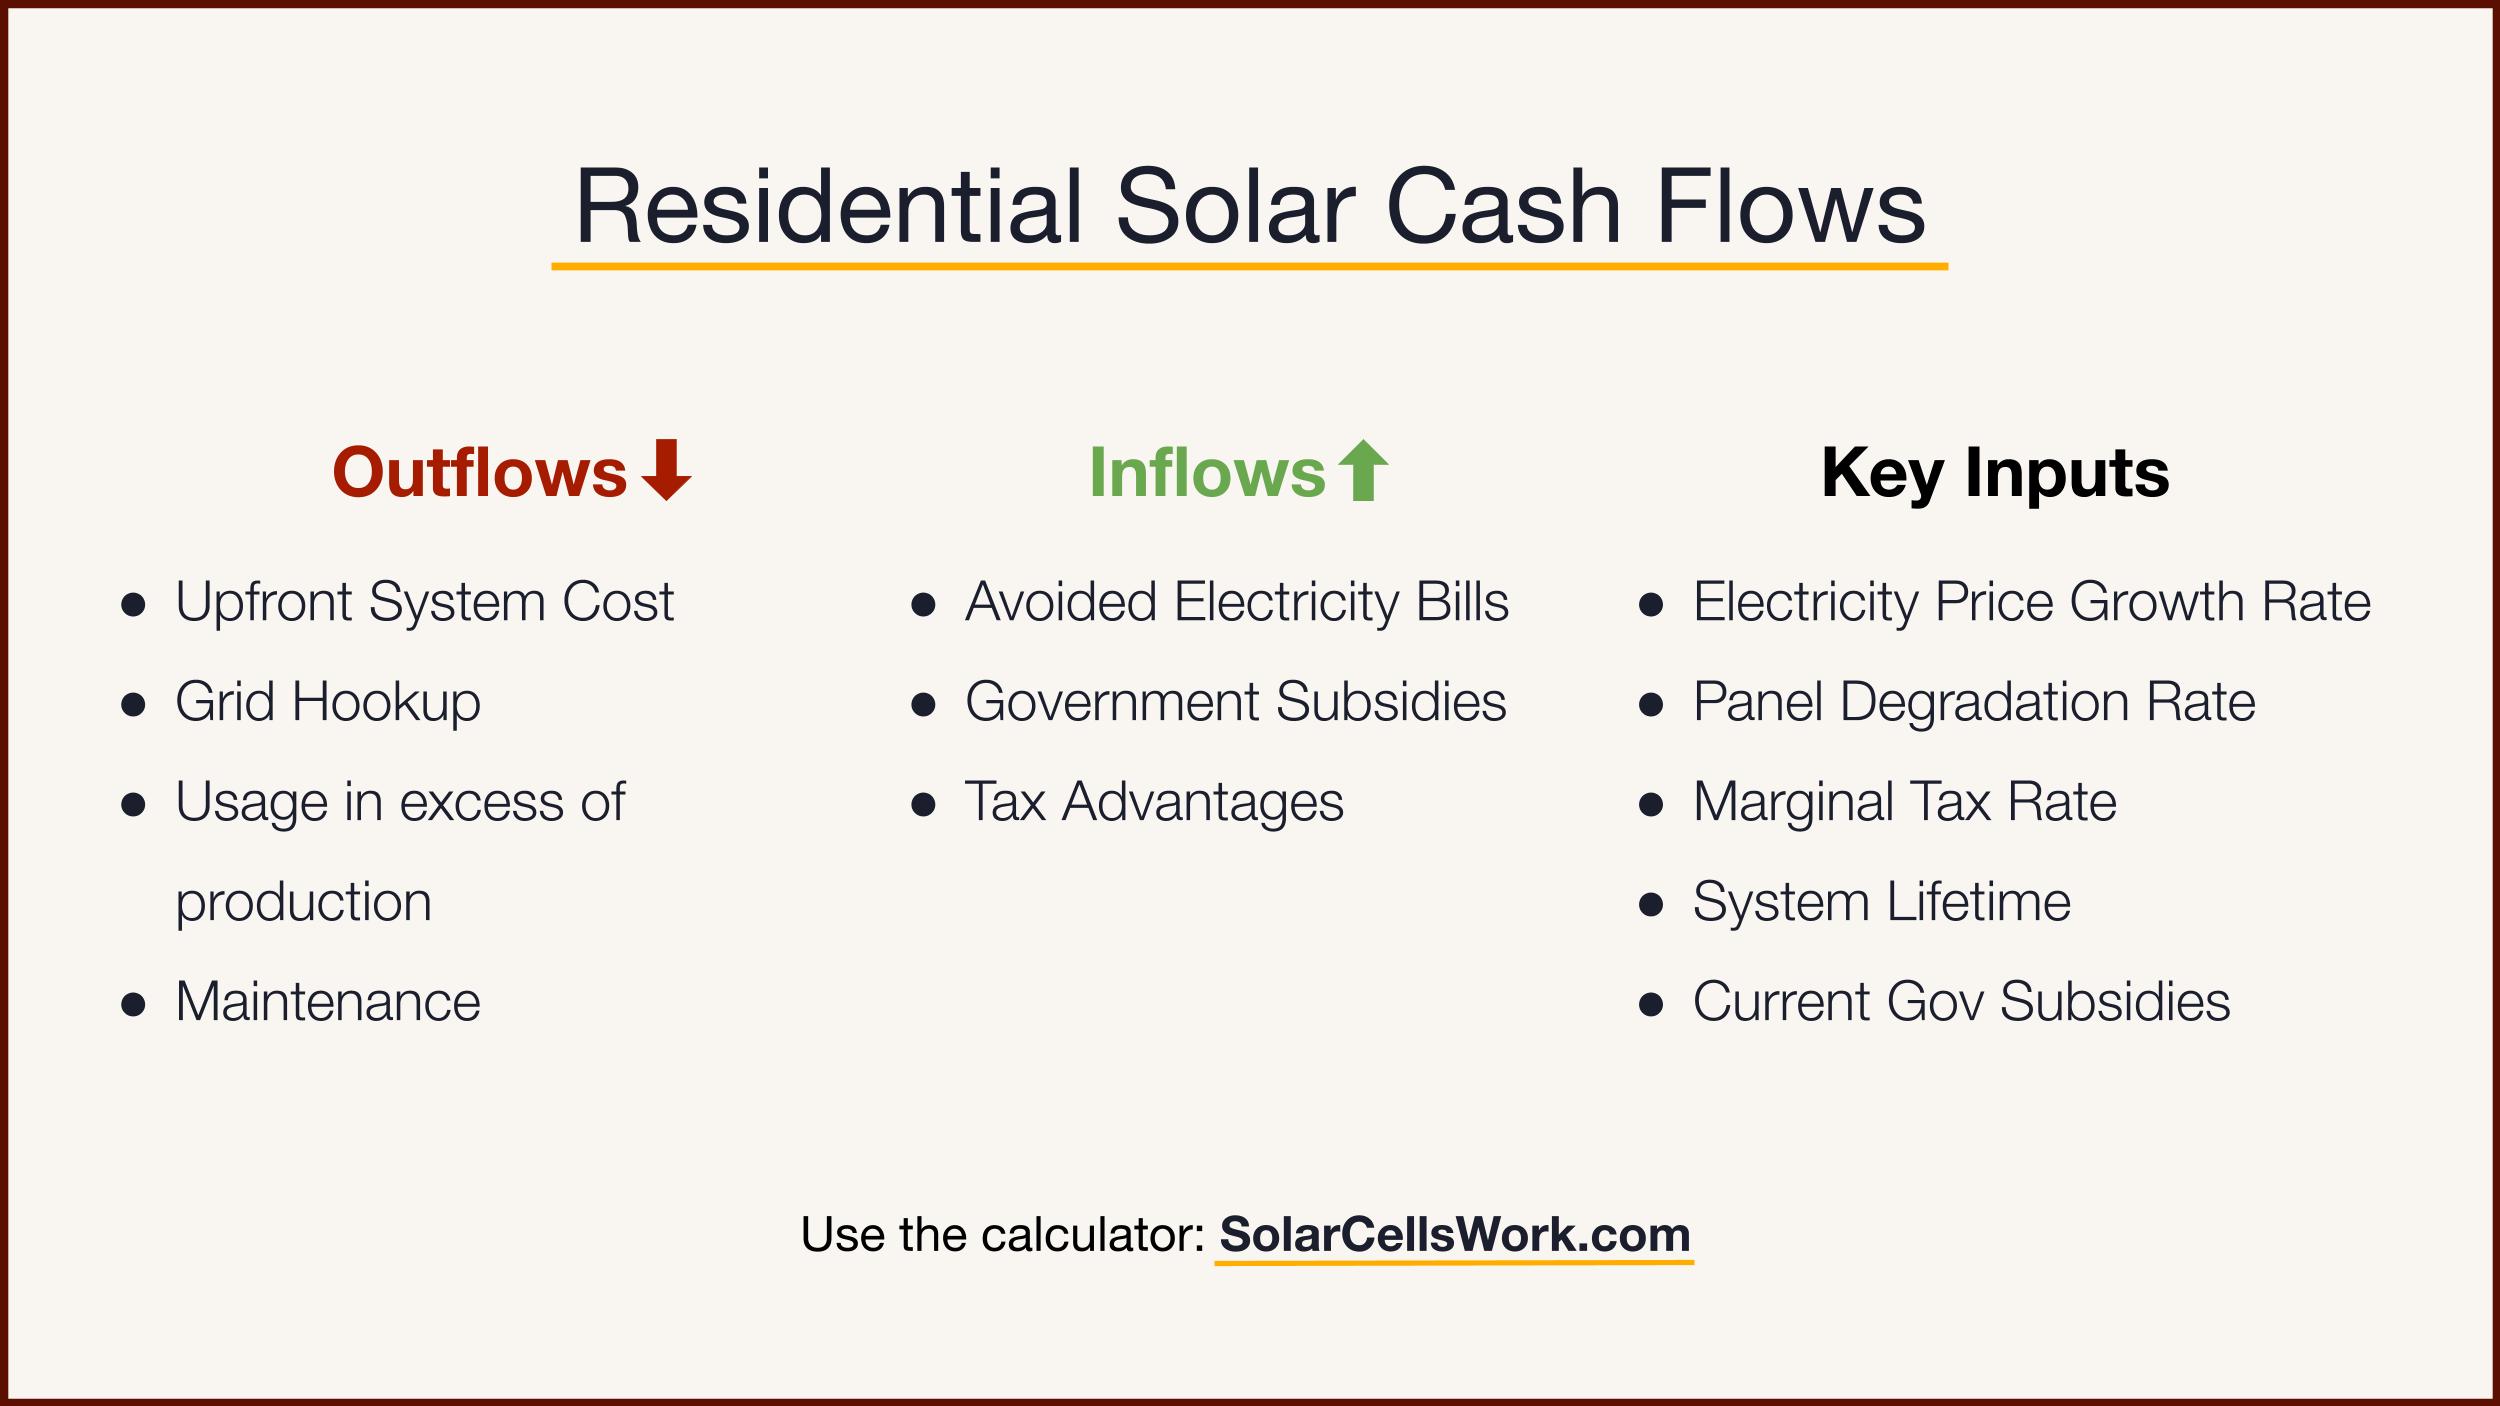 Residential Solar Cash Flows
Outflows
Upfront System Cost
Grid Hookup
Usage in excess of
production
Maintenance
Inflows
Avoided Electricity Bills
Government Subsidies
Tax Advantages
Key Inputs
Electricity Price Growth Rate
Panel Degradation Rate
Marginal Tax Rate
System Lifetime
Current Gov Subsidies
Use the calculator: SolarCellsWork.com